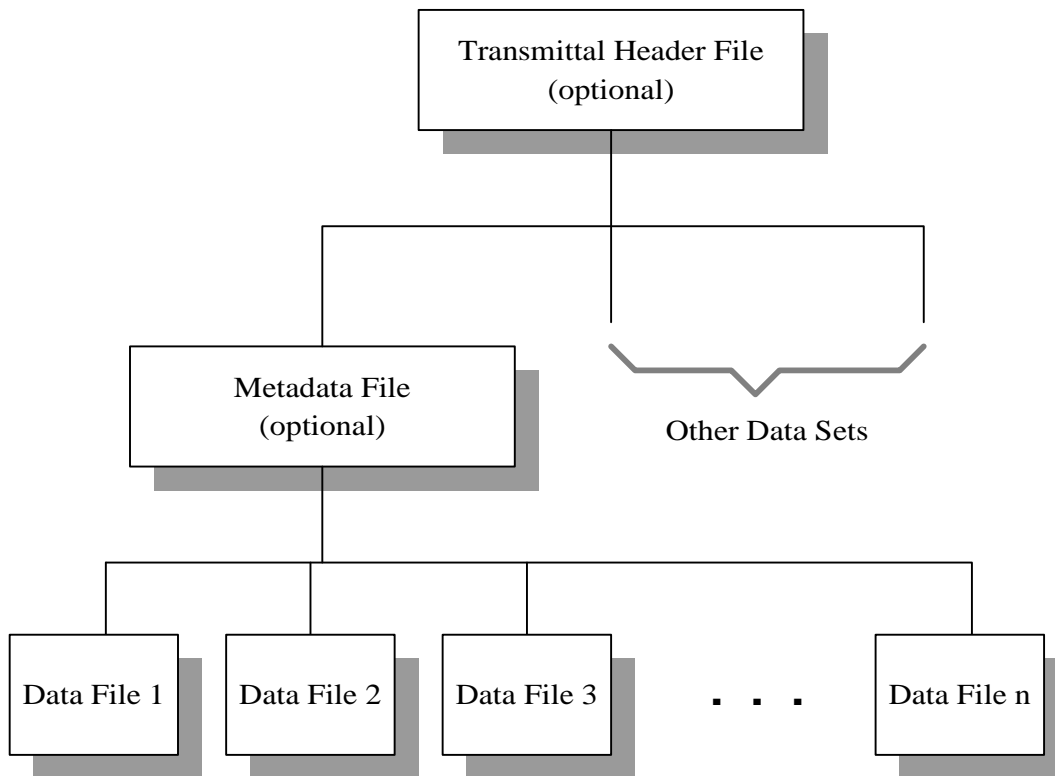 Transmittal Header File
(optional)
Metadata File
(optional)
Other Data Sets
Data File 1
Data File 2
Data File 3
. . .
Data File n